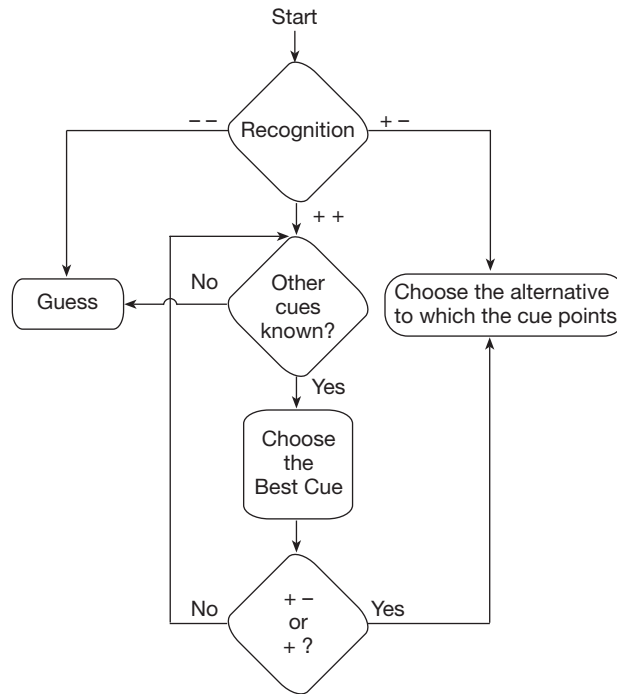 Start
– –
Recognition
+ –
+ +
No
Guess
Other
cues
known?
Choose the alternative
to which the cue points
Yes
Choose
the
Best Cue
No
+ –
or
+ ?
Yes